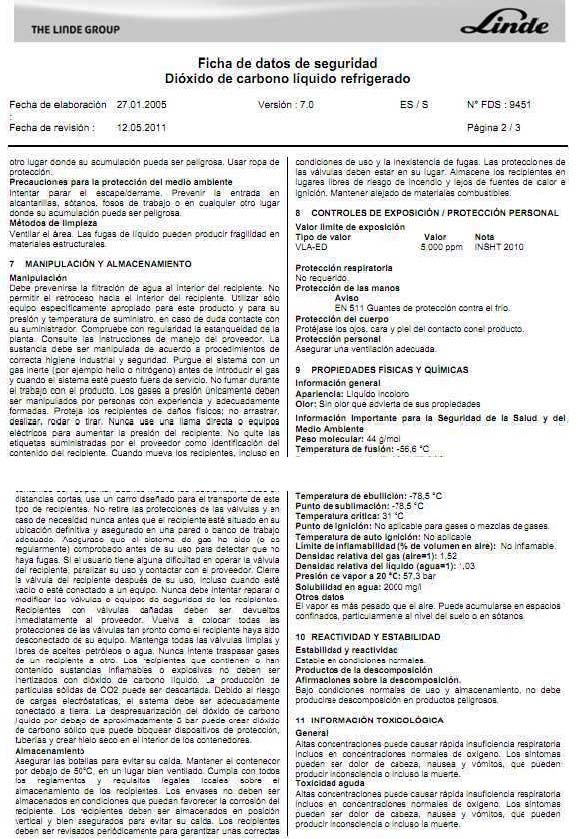 THE LINDE GROUP
Linde
Ficha de datos de seguridad
Dióxido de carbono líquido refrigerado
Fecha de elaboración 27.01.2005 Versión : 7.0 ES / S N° FDS : 9451
:
Fecha de revisión : 12.05.2011 Página 2 / 3
otro lugar donde su acumulación pueda ser peligrosa. Usar ropa de
protección.
Precauciones para la protección del medio ambiente
Intentar parar el escape/derrame. Prevenir la entrada en
alcantarillas, sótanos, fosos de trabajo o en cualquier otro lugar
donde su acumulación pueda ser peligrosa.
Métodos de limpieza
Ventilar el área. Las fugas de líquido pueden producir fragilidad en
materiales estructurales.
7 MANIPULACIÓN Y ALMACENAMIENTO
Manipulación
Debe prevenirse la filtración de agua al interior del recipiente. No
permitir el retroceso hacia el interior del recipiente. Utilizar sólo
equipo específicamente apropiado para este producto y para su
presión y temperatura de suministro, en caso de duda contacte con
su suministrador. Compruebe con regularidad la estanqueidad de la
planta. Consulte las instrucciones de manejo del proveedor. La
sustancia debe ser manipulada de acuerdo a procedimientos de
correcta higiene industrial y seguridad. Purgue el sistema con un
gas inerte (por ejemplo helio o nitrógeno) antes de introducir el gas
y cuando el sistema esté puesto fuera de servicio. No fumar durante
el trabajo con el producto. Los gases a presión únicamente deben
ser manipulados por personas con experiencia y adecuadamente
formadas. Proteja los recipientes de daños físicos; no arrastrar,
deslizar, rodar o tirar. Nunca use una llama directa o equipos
eléctricos para aumentar la presión del recipiente. No quite las
etiquetas suministradas por el proveedor como identificación del
contenido del recipiente. Cuando mueva los recipientes, incluso en
distancias cortas, use un carro diseñado para el transporte de este
tipo de recipientes. No retire las protecciones de las válvulas y en
caso de necesidad nunca antes que el recipiente esté situado en su
ubicación definitiva y asegurado en una pared o banco de trabajo
adecuado. Asegurase que el sistema de gas ha sido (o es
regularmente) comprobado antes de su uso para detectar que no
haya fugas. Si el usuario tiene alguna dificultad en operar la válvula
del recipiente, paralizar su uso y contactar con el proveedor. Cierre
la válvula del recipiente después de su uso, incluso cuando esté
vacío o esté conectado a un equipo. Nunca debe intentar reparar o
modificar las válvulas o equipos de seguridad de los recipientes.
Recipientes con válvulas dañadas deben ser devueltos
inmediatamente al proveedor. Vuelva a colocar todas las
protecciones de las válvulas tan pronto como el recipiente haya sido
desconectado de su equipo. Mantenga todas las válvulas limpias y
libres de aceites petróleos o agua. Nunca intente traspasar gases
de un recipiente a otro. Los recipientes que contienen o han
contenido sustancias inflamables o explosivas no deben ser
inertizados con dióxido de carbono líquido. La producción de
partículas sólidas de CO2 puede ser descartada. Debido al riesgo
de cargas electrostáticas, el sistema debe ser adecuadamente
conectado a tierra. La despresurización del dióxido de carbono
líquido por debajo de aproximadamente 5 bar puede crear dióxido
de carbono sólico que puede bloquear dispositivos de protección,
tuberías y crear hielo seco en el interior de los contenedores.
Almacenamiento
Asegurar las botellas para evitar su caída. Mantener el contenecor
por debajo de 50°C, en un lugar bien ventilado. Cumpla con todos
los reglamentos y requisitos legales locales sobre el
almacenamiento de los recipientes. Los envases no deben ser
almacenados en condiciones que puedan favorecer la corrosión del
recipiente. Los recipientes deben ser almacenados en posición
vertical y bien asegurados para evitar su caída. Los recipientes
deben ser revisados periódicamente para garantizar unas correctas
condiciones de uso y la inexistencia de fugas. Las protecciones de
las válvulas deben estar en su lugar. Almacene los recipientes en
lugares libres de riesgo de incendio y lejos de fuentes de calor e
ignición. Mantener alejado de materiales combustibles.
8 CONTROLES DE EXPOSICIÓN / PROTECCIÓN PERSONAL
Valor límite de exposición
Tipo de valor Valor Nota
VLA-ED 5.000 ppm INSHT 2010
Protección respiratoria
No requerido
Protección de las manos
Aviso
EN 511 Guantes de protección contra el frío.
Protección del cuerpo
Protéjase los ojos, cara y piel del contacto conel producto.
Protección personal
Asegurar una ventilación adecuada.
9 PROPIEDADES FÍSICAS Y QUÍMICAS
Información general
Apariencia: Líquido incoloro
Olor: Sin olor que advierta de sus propiedades
Información Importante para la Seguridad de la Salud y del
Medio Ambiente
Peso molecular: 44 g/mol
Temperatura de fusión: -56,6 °C
Temperatura de ebullición: -78,5 °C
Punto de sublimación: -78,5 °C
Temperatura crítica: 31 °C
Punto de ignición: No aplicable para gases o mezclas de gases.
Temperatura de auto ignición: No aplicable
Límite de inflamabilidad (% de volumen en aire): No inflamable.
Densidac relativa del gas (aire=1): 1,52
Densidac relativa del líquido (agua=1): 1,03
Presión ce vapor a 20 °C: 57,3 bar
Solubilidad en agua: 2000 mg/l
Otros datos
El vapor es más pesado que el aire. Puede acumularse en espacios
confinados, particularmente al nivel del suelo o en sótanos.
10 REACTIVIDAD Y ESTABILIDAD
Estabilidad y reactividac
Estable en condiciones normales.
Productos de la descomposición
Afirmaciones sobre la descomposición.
Bajo condiciones normales de uso y almacenamiento, no debe
producirse descomposición en productos peligrosos.
11 INFORMACIÓN TOXICOLÓGICA
General
Altas concentraciones puede causar rápida insuficiencia respiratoria
incluos en concentraciones normales de oxígeno. Los síntomas
pueden ser dolor de cabeza, nausea y vómitos, que pueden
producir inconsciencia o incluso la muerte.
Toxicidad aguda
Altas concentraciones puede causar rápida insuficiencia respiratoria
incluos en concentraciones normales de oxígeno. Los síntomas
pueden ser dolor de cabeza, nausea y vómitos, que pueden
producir inconsciencia o incluso la muerte.